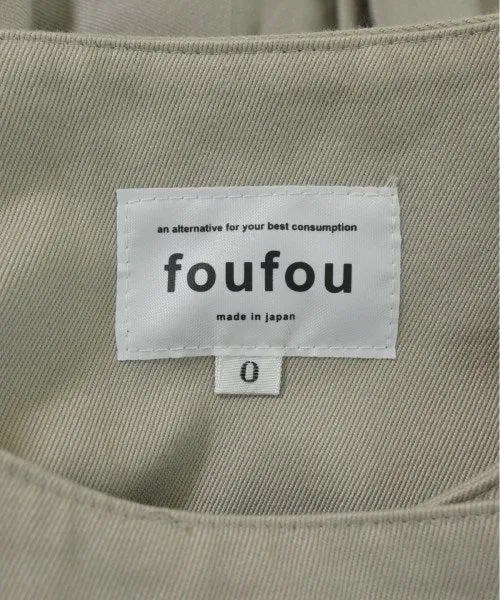 an alternative for your best consumption
foufou
made in japan
0